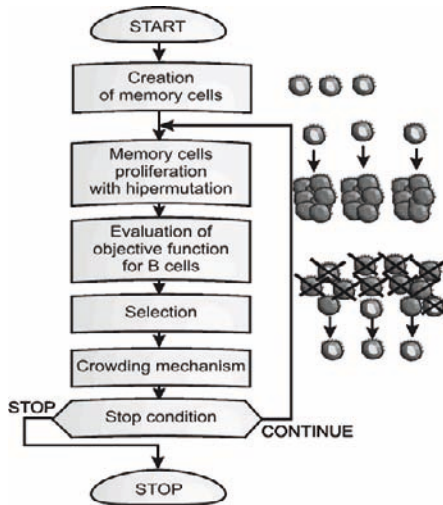 START
Creation
of memory cells
Memory cells
proliferation
with hipermutation
Evaluation of
objective function
for B cells
Selection
Crowding mechanism
STOP
Stop condition
CONTINUE
STOP